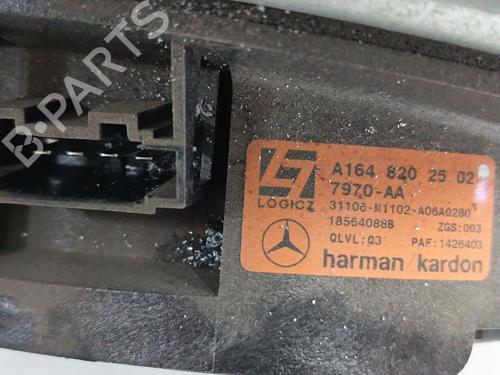 B-PARTS
LOGIC7
A164 820 25 02
7970-AA
31106-M1102-A06A0280
18564088B ZGS:003
QLVL:Q3 PAF:1426403
harman/kardon